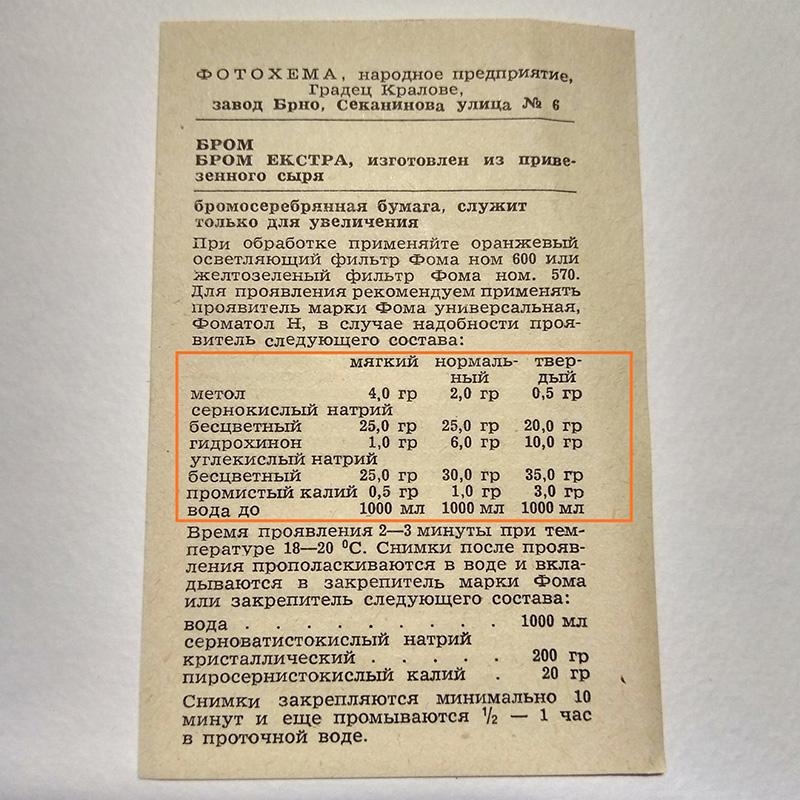 ФОТОХЕМА, народное предприятие,
Градец Кралове,
завод Брно, Секанинова улица № 6
БРОМ
БРОМ ЕКСТРА, изготовлен из приве-
зенного сыря
бромосеребрянная бумага, служит
только для увеличения
При обработке применяйте оранжевый
осветляющий фильтр Фома ном 600 или
желтозеленый фильтр Фома ном. 570.
Для проявления рекомендуем применять
проявитель марки Фома универсальная,
Фоматол Н, в случае надобности проя-
витель следующего состава:
мягкий нормаль- твер-
ный дый
метол 4,0 гр 2,0 гр 0,5 гр
сернокислый натрий
бесцветный 25,0 гр 25,0 гр 20,0 гр
гидрохинон 1,0 гр 6,0 гр 10,0 гр
углекислый натрий
бесцветный 25,0 гр 30,0 гр 35,0 гр
промистый калий 0,5 гр 1,0 гр 3,0 гр
вода до 1000 мл 1000 мл 1000 мл
Время проявления 2—3 минуты при тем-
пературе 18—20 ⁰C. Снимки после прояв-
ления прополаскиваются в воде и вкла-
дываются в закрепитель марки Фома
или закрепитель следующего состава:
вода . . . . . . . . . 1000 мл
серноватистокислый натрий
кристаллический . . . . . 200 гр
пиросернистокислый калий . 20 гр
Снимки закрепляются минимально 10
минут и еще промываются ½ — 1 час
в проточной воде.